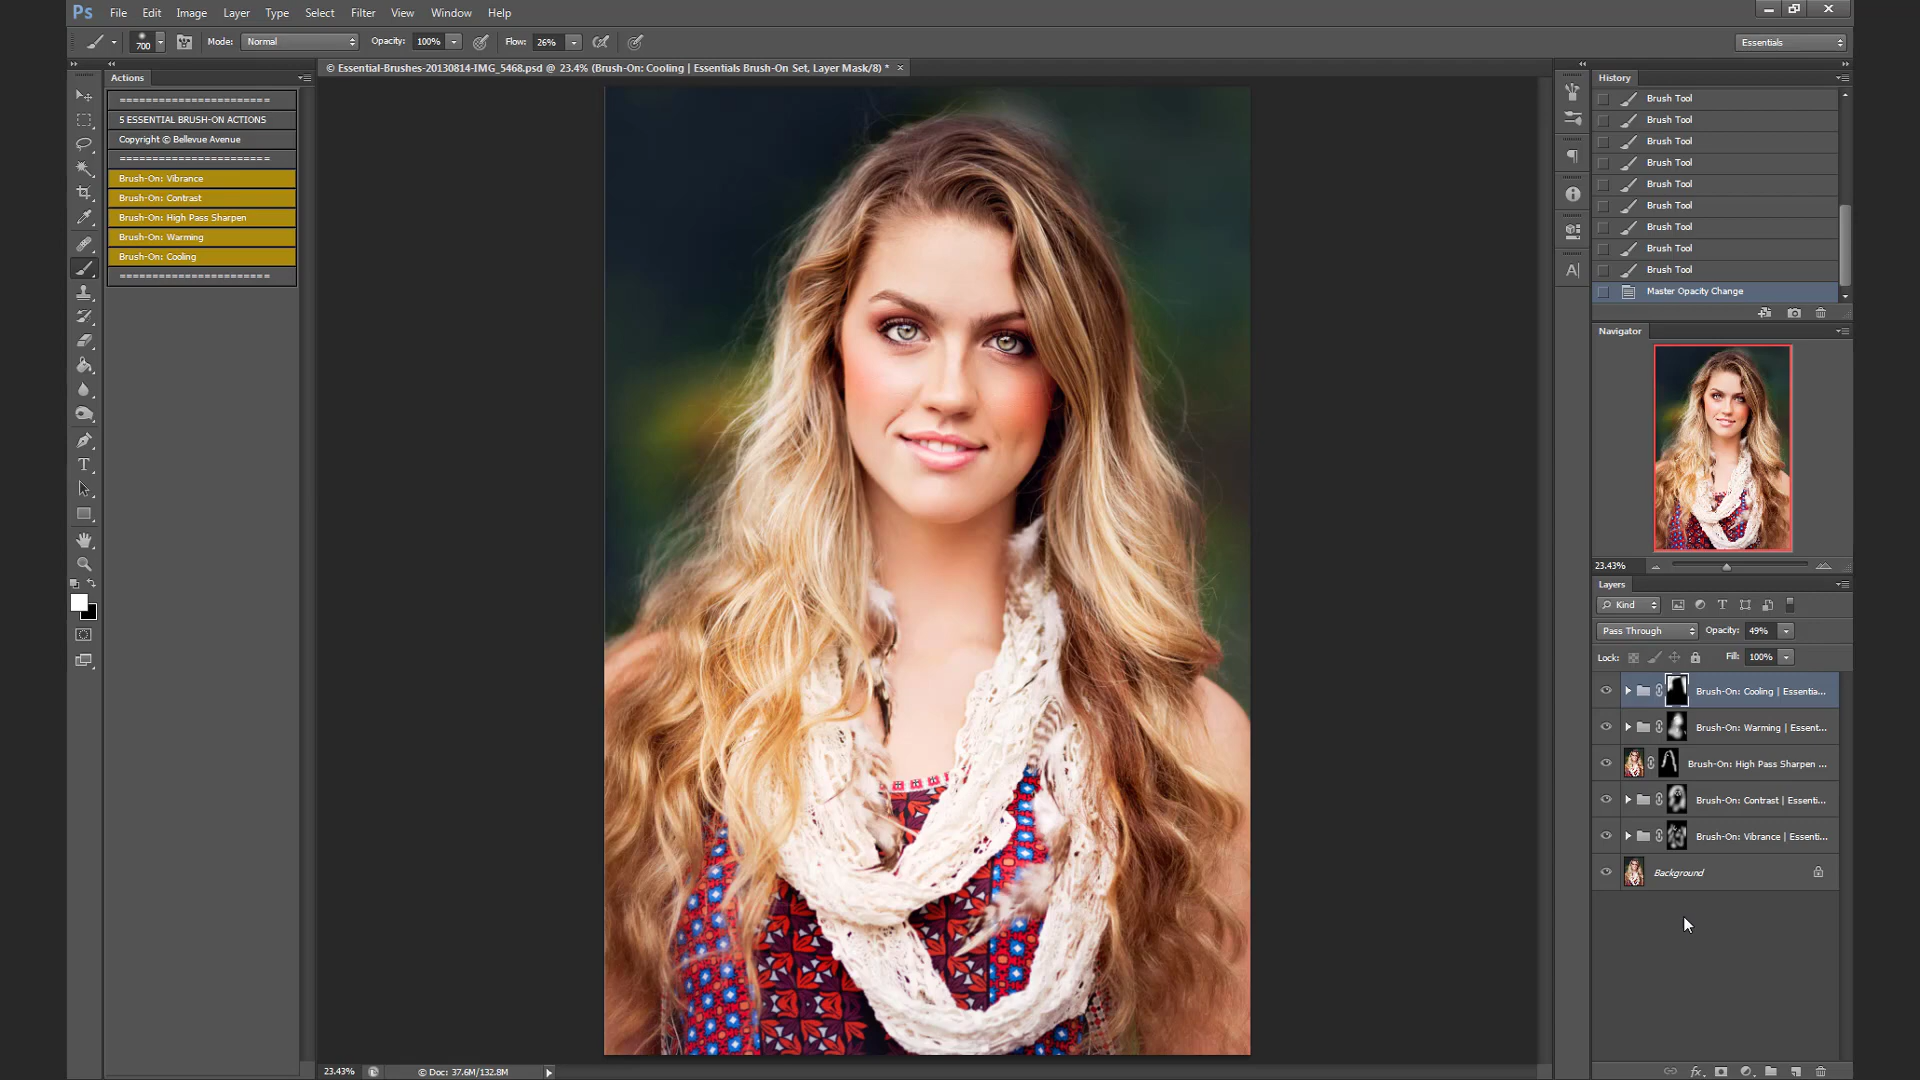 Ps File Edit Image Layer Type Select Filter View Window Help
700 Mode: Normal Opacity: 100% Flow: 26% Essentials
© Essential-Brushes-20130814-IMG_5468.psd @ 23.4% (Brush-On: Cooling | Essentials Brush-On Set, Layer Mask/8) * ×
Actions
=======================
5 ESSENTIAL BRUSH-ON ACTIONS
Copyright © Bellevue Avenue
=======================
Brush-On: Vibrance
Brush-On: Contrast
Brush-On: High Pass Sharpen
Brush-On: Warming
Brush-On: Cooling
=======================
History
Brush Tool
Brush Tool
Brush Tool
Brush Tool
Brush Tool
Brush Tool
Brush Tool
Brush Tool
Brush Tool
Master Opacity Change
Navigator
23.43%
Layers
Kind
Pass Through Opacity: 49%
Lock: Fill: 100%
Brush-On: Cooling | Essentia...
Brush-On: Warming | Essent...
Brush-On: High Pass Sharpen ...
Brush-On: Contrast | Essenti...
Brush-On: Vibrance | Essenti...
Background
23.43% © Doc: 37.6M/132.8M